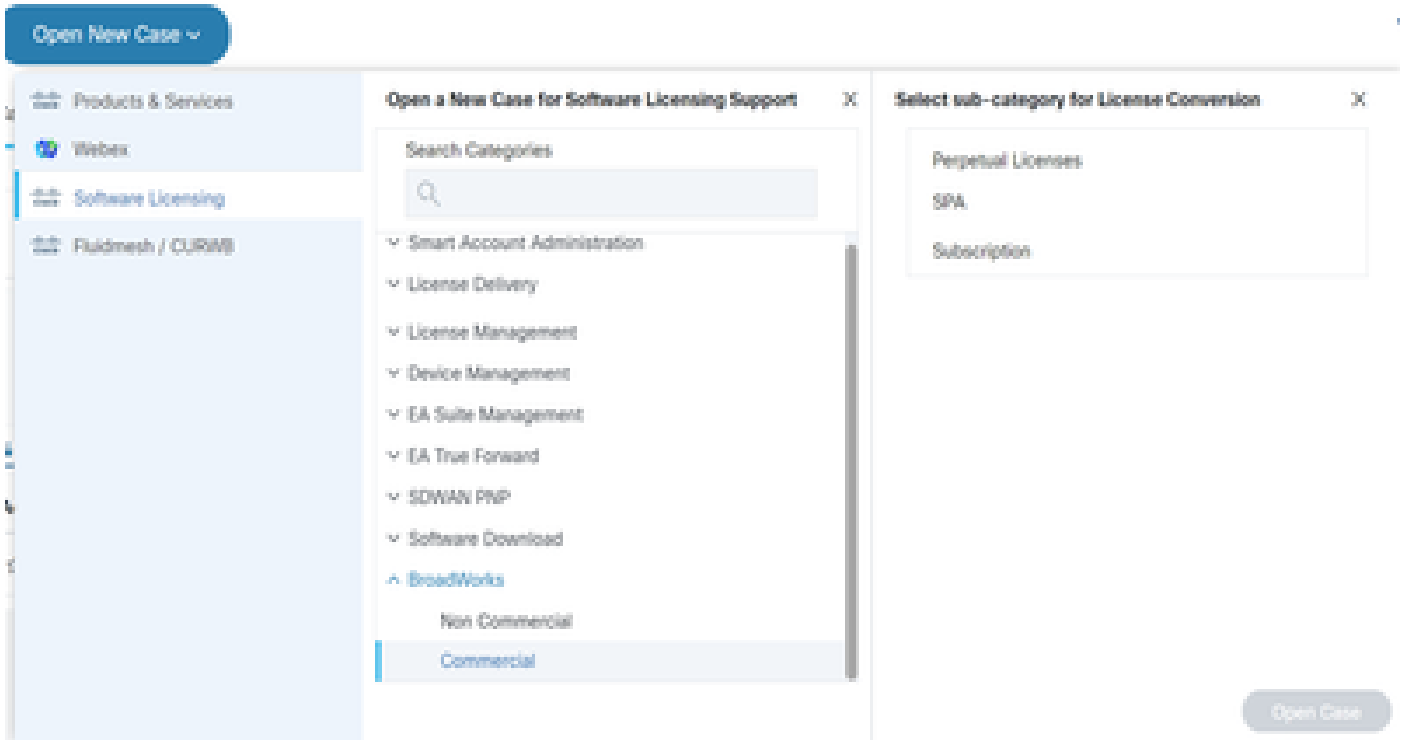 Open New Case
Products & Services
Webex
Software Licensing
Fluidmesh / CURWB
Open a New Case for Software Licensing Support
Search Categories
Smart Account Administration
License Delivery
License Management
Device Management
EA Suite Management
EA True Forward
SDWAN PNP
Software Download
BroadWorks
Non Commercial
Commercial
Select sub-category for License Conversion
Perpetual Licenses
SPA
Subscription
Open Case